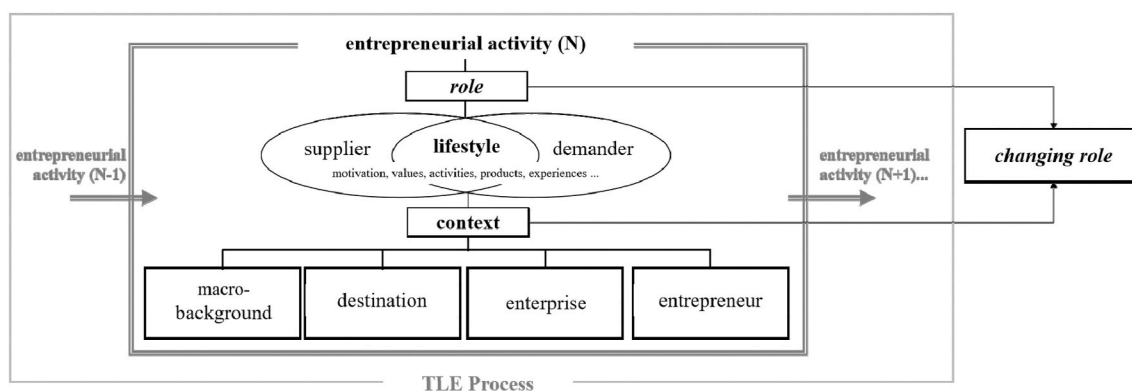 entrepreneurial activity (N)
role
supplier
lifestyle
demander
motivation, values, activities, products, experiences ...
entrepreneurial
activity (N-1)
entrepreneurial
activity (N+1)...
changing role
context
macro-
background
destination
enterprise
entrepreneur
TLE Process